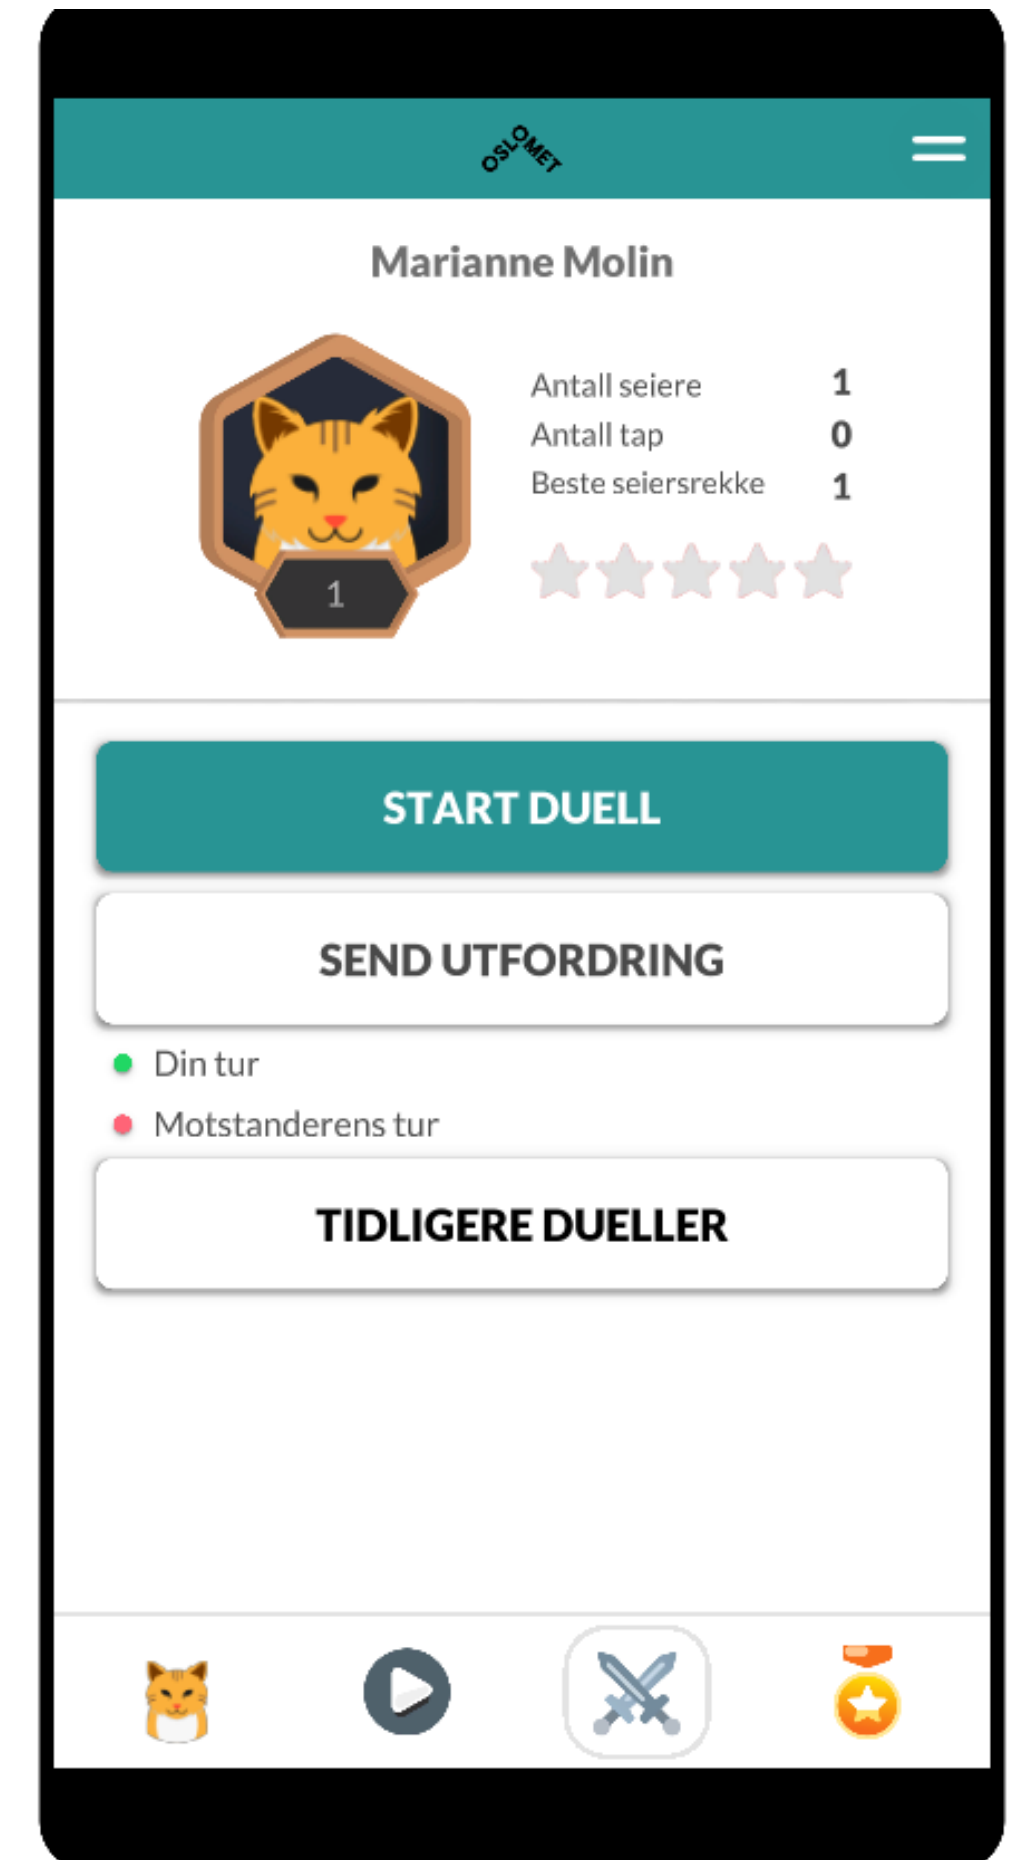 OSLOMET
Marianne Molin
Antall seiere 1
Antall tap 0
Beste seiersrekke 1
1
START DUELL
SEND UTFORDRING
Din tur
Motstanderens tur
TIDLIGERE DUELLER